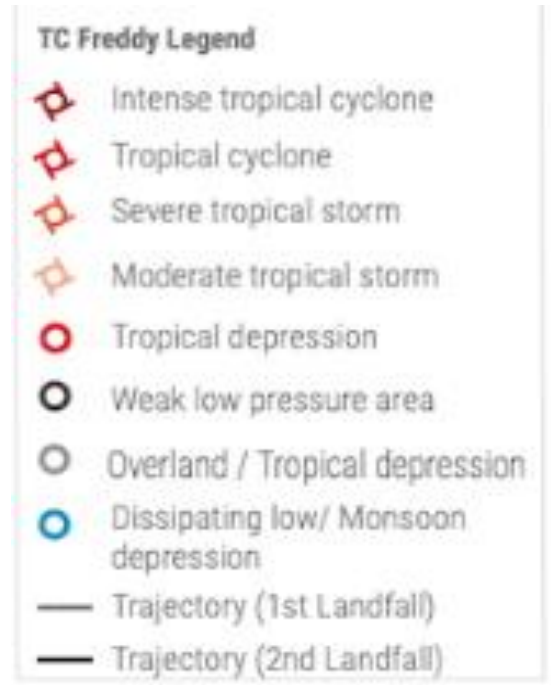 TC Freddy Legend
Intense tropical cyclone
Tropical cyclone
Severe tropical storm
Moderate tropical storm
Tropical depression
Weak low pressure area
Overland / Tropical depression
Dissipating low/ Monsoon
depression
Trajectory (1st Landfall)
Trajectory (2nd Landfall)